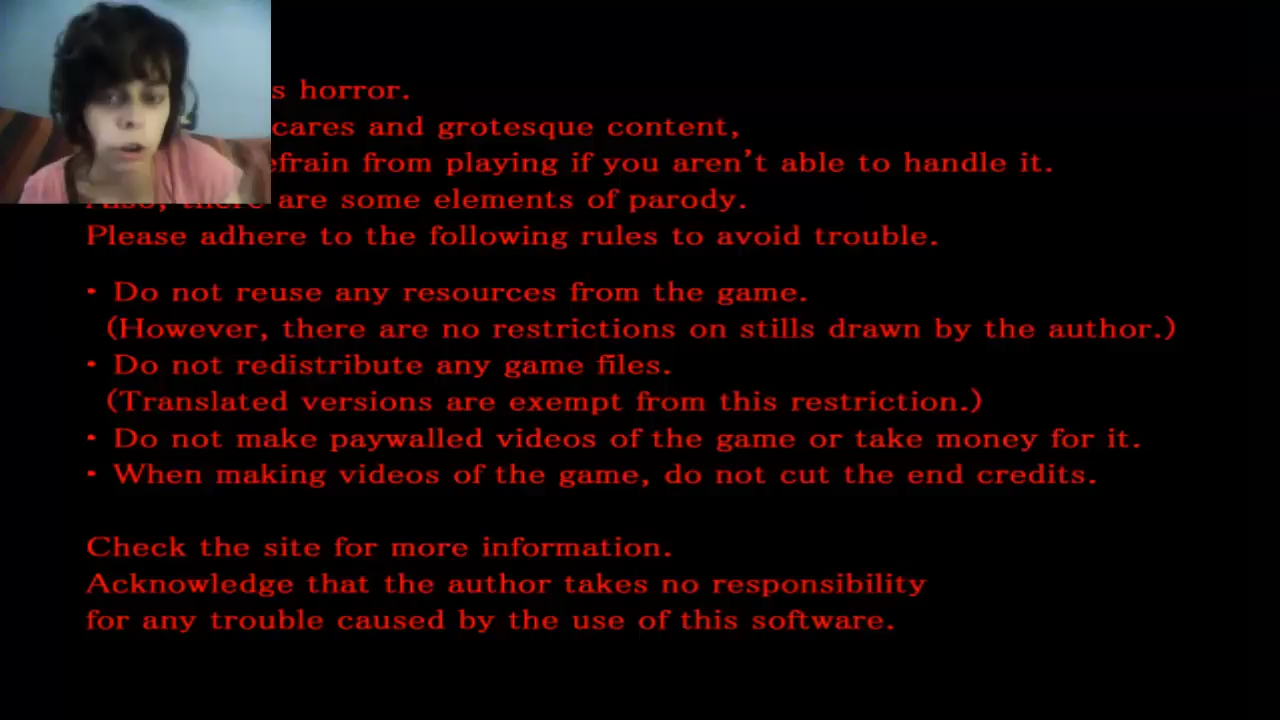 s horror.
cares and grotesque content,
efrain from playing if you aren't able to handle it.
Also, there are some elements of parody.
Please adhere to the following rules to avoid trouble.
・Do not reuse any resources from the game.
(However, there are no restrictions on stills drawn by the author.)
・Do not redistribute any game files.
(Translated versions are exempt from this restriction.)
・Do not make paywalled videos of the game or take money for it.
・When making videos of the game, do not cut the end credits.
Check the site for more information.
Acknowledge that the author takes no responsibility
for any trouble caused by the use of this software.